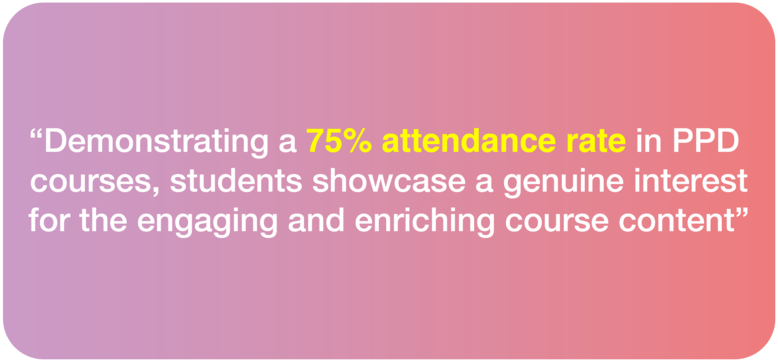 “Demonstrating a 75% attendance rate in PPD
courses, students showcase a genuine interest
for the engaging and enriching course content”